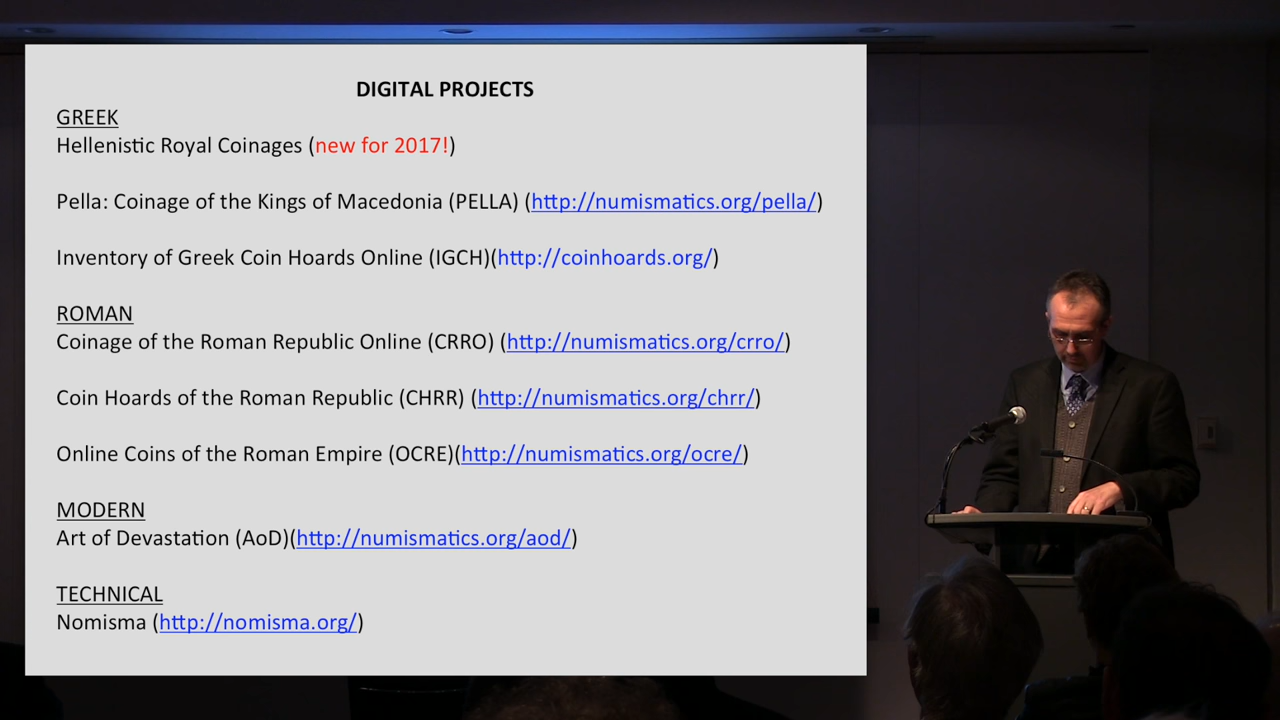 DIGITAL PROJECTS
GREEK
Hellenistic Royal Coinages (new for 2017!)
Pella: Coinage of the Kings of Macedonia (PELLA) (http://numismatics.org/pella/)
Inventory of Greek Coin Hoards Online (IGCH)(http://coinhoards.org/)
ROMAN
Coinage of the Roman Republic Online (CRRO) (http://numismatics.org/crro/)
Coin Hoards of the Roman Republic (CHRR) (http://numismatics.org/chrr/)
Online Coins of the Roman Empire (OCRE)(http://numismatics.org/ocre/)
MODERN
Art of Devastation (AoD)(http://numismatics.org/aod/)
TECHNICAL
Nomisma (http://nomisma.org/)